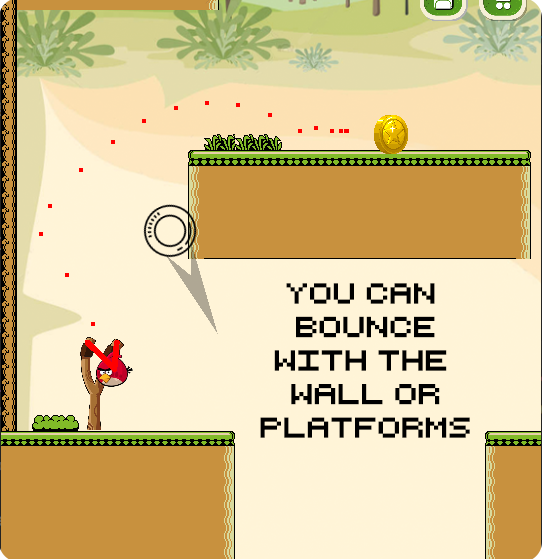 YOU CAN
BOUNCE
WITH THE
WALL OR
PLATFORMS